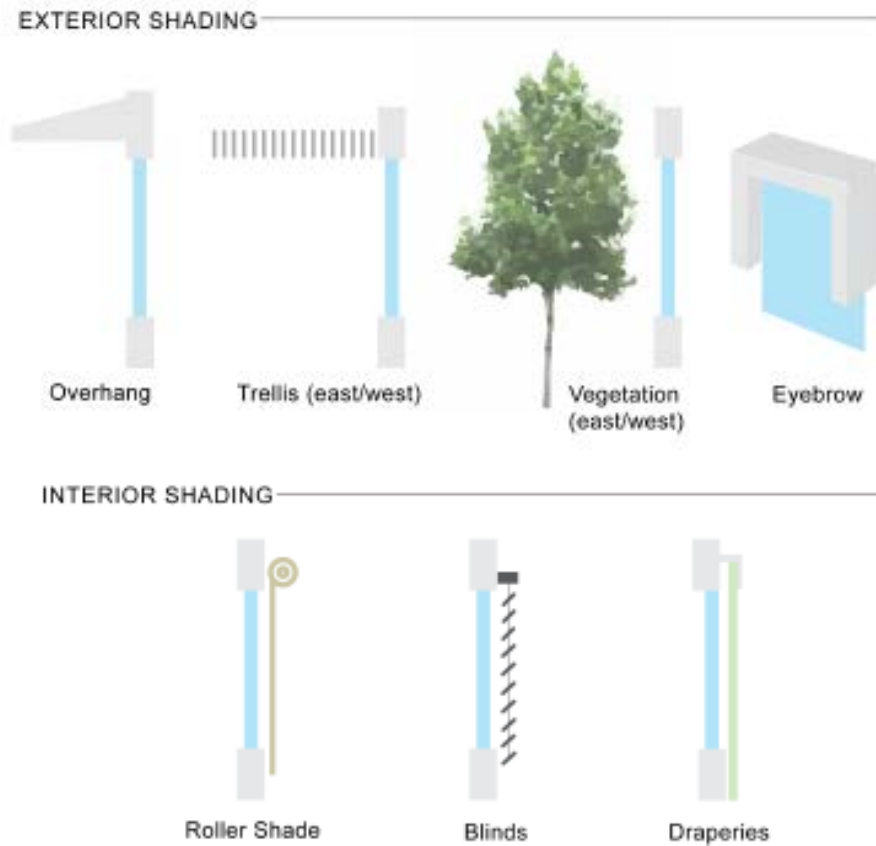 EXTERIOR SHADING
Overhang
Trellis (east/west)
Vegetation
(east/west)
Eyebrow
INTERIOR SHADING
Roller Shade
Blinds
Draperies